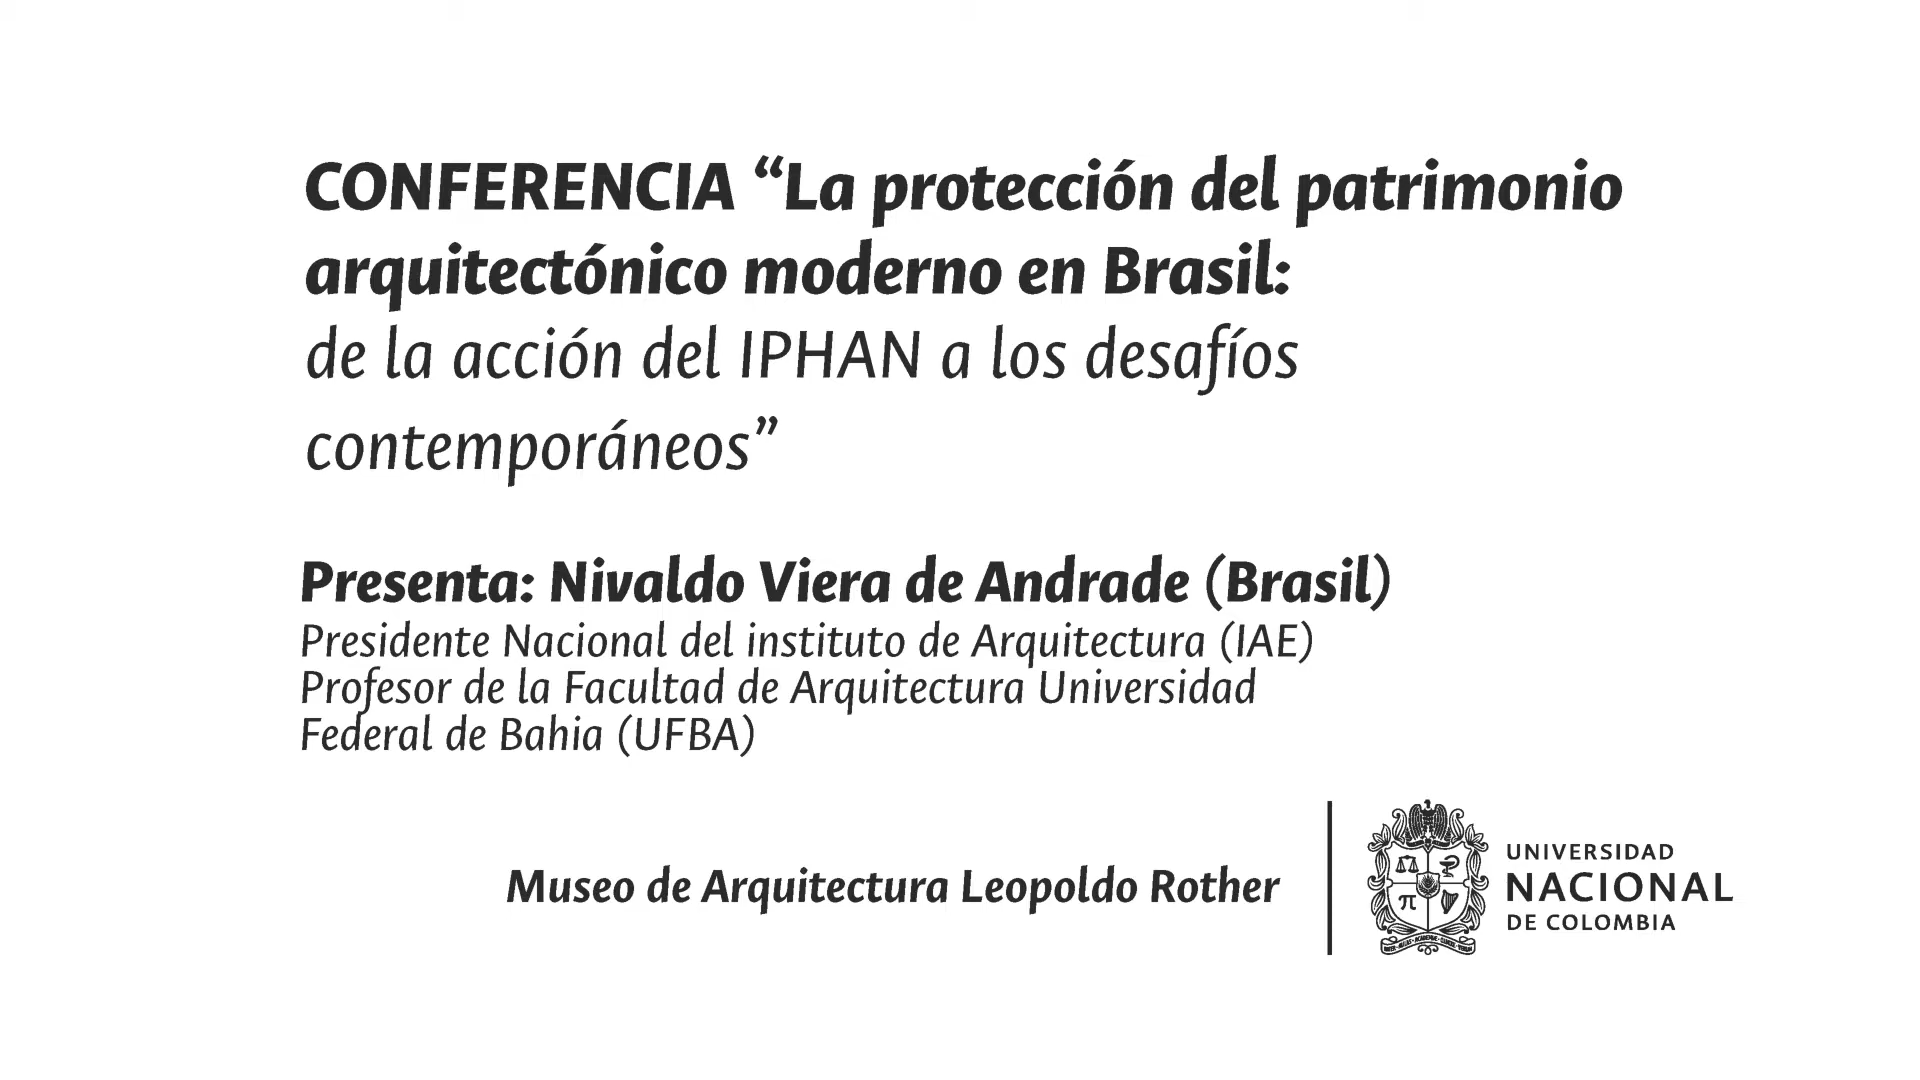 CONFERENCIA “La protección del patrimonio
arquitectónico moderno en Brasil:
de la acción del IPHAN a los desafíos
contemporáneos”
Presenta: Nivaldo Viera de Andrade (Brasil)
Presidente Nacional del instituto de Arquitectura (IAE)
Profesor de la Facultad de Arquitectura Universidad
Federal de Bahia (UFBA)
Museo de Arquitectura Leopoldo Rother
UNIVERSIDAD
NACIONAL
DE COLOMBIA